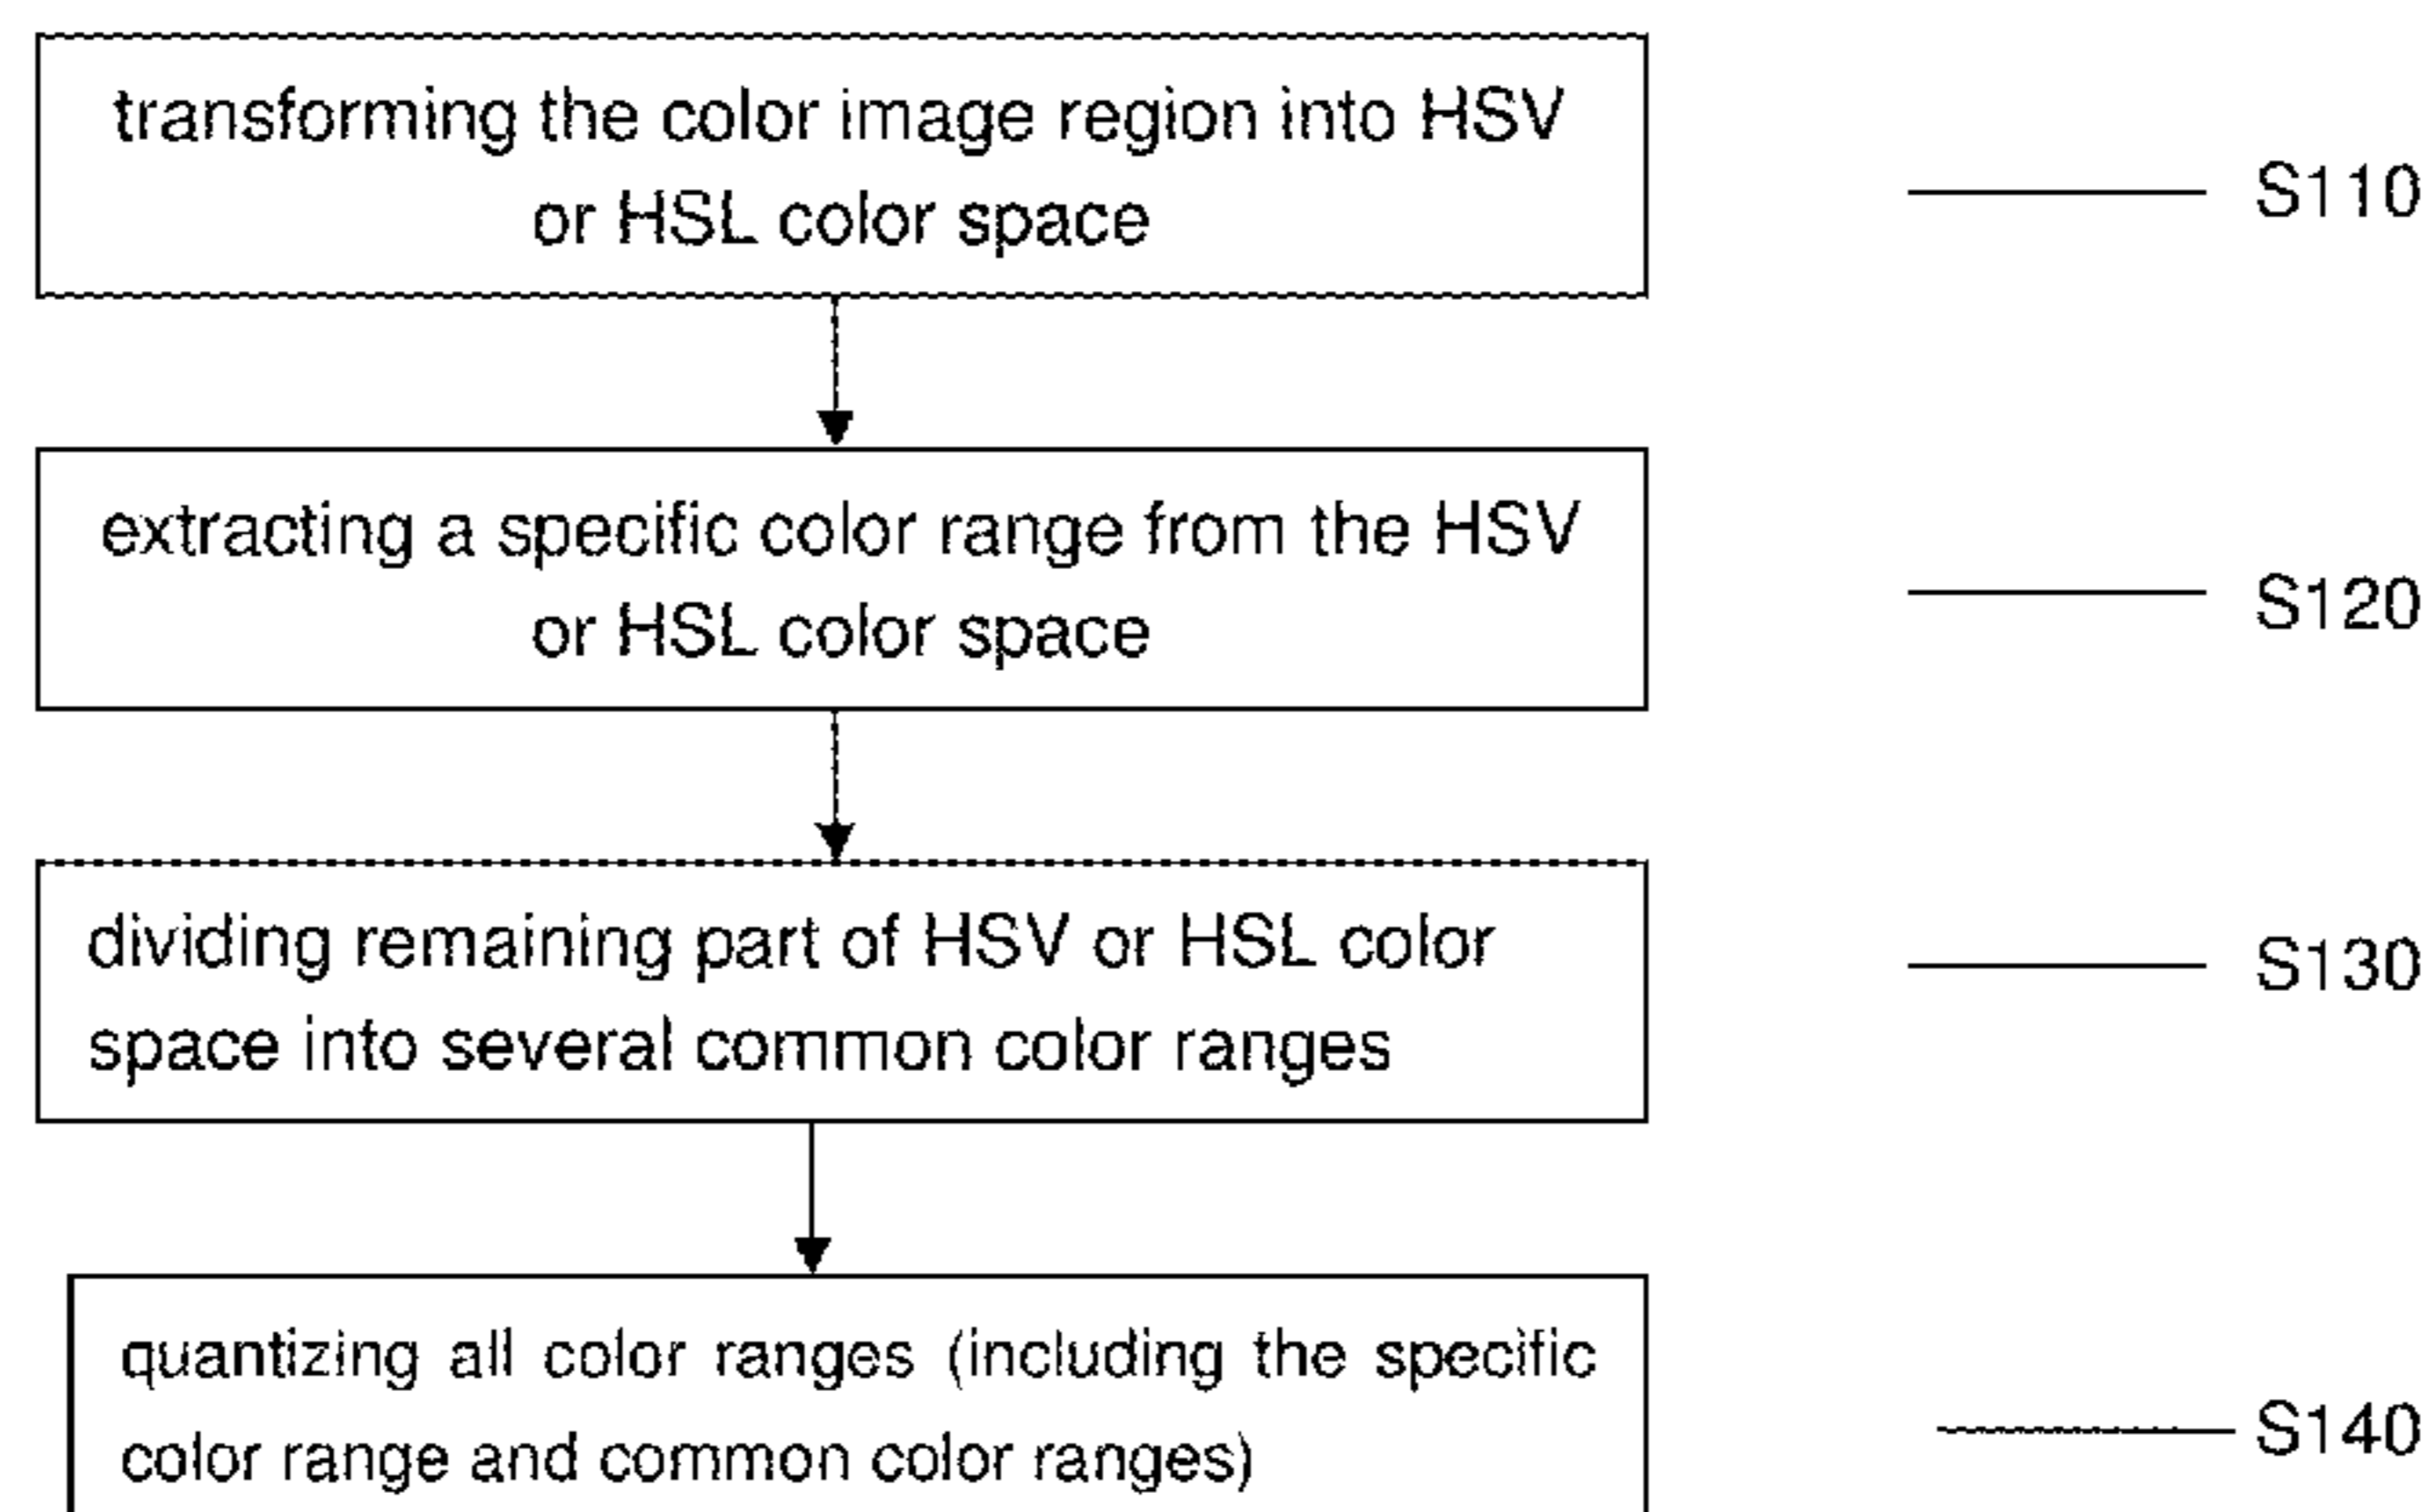 transforming the color image region into HSV
or HSL color space
S110
extracting a specific color range from the HSV
or HSL color space
S120
dividing remaining part of HSV or HSL color
space into several common color ranges
S130
quantizing all color ranges (including the specific
color range and common color ranges)
S140